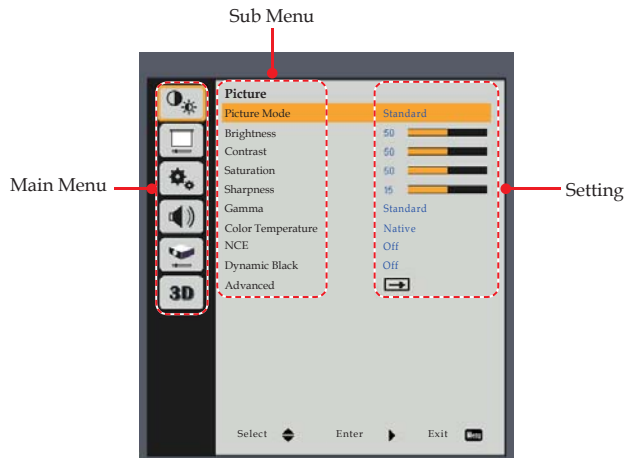 Sub Menu
Main Menu
Setting
Picture
Picture Mode Standard
Brightness 50
Contrast 50
Saturation 50
Sharpness 15
Gamma Standard
Color Temperature Native
NCE Off
Dynamic Black Off
Advanced
3D
Select Enter Exit Menu